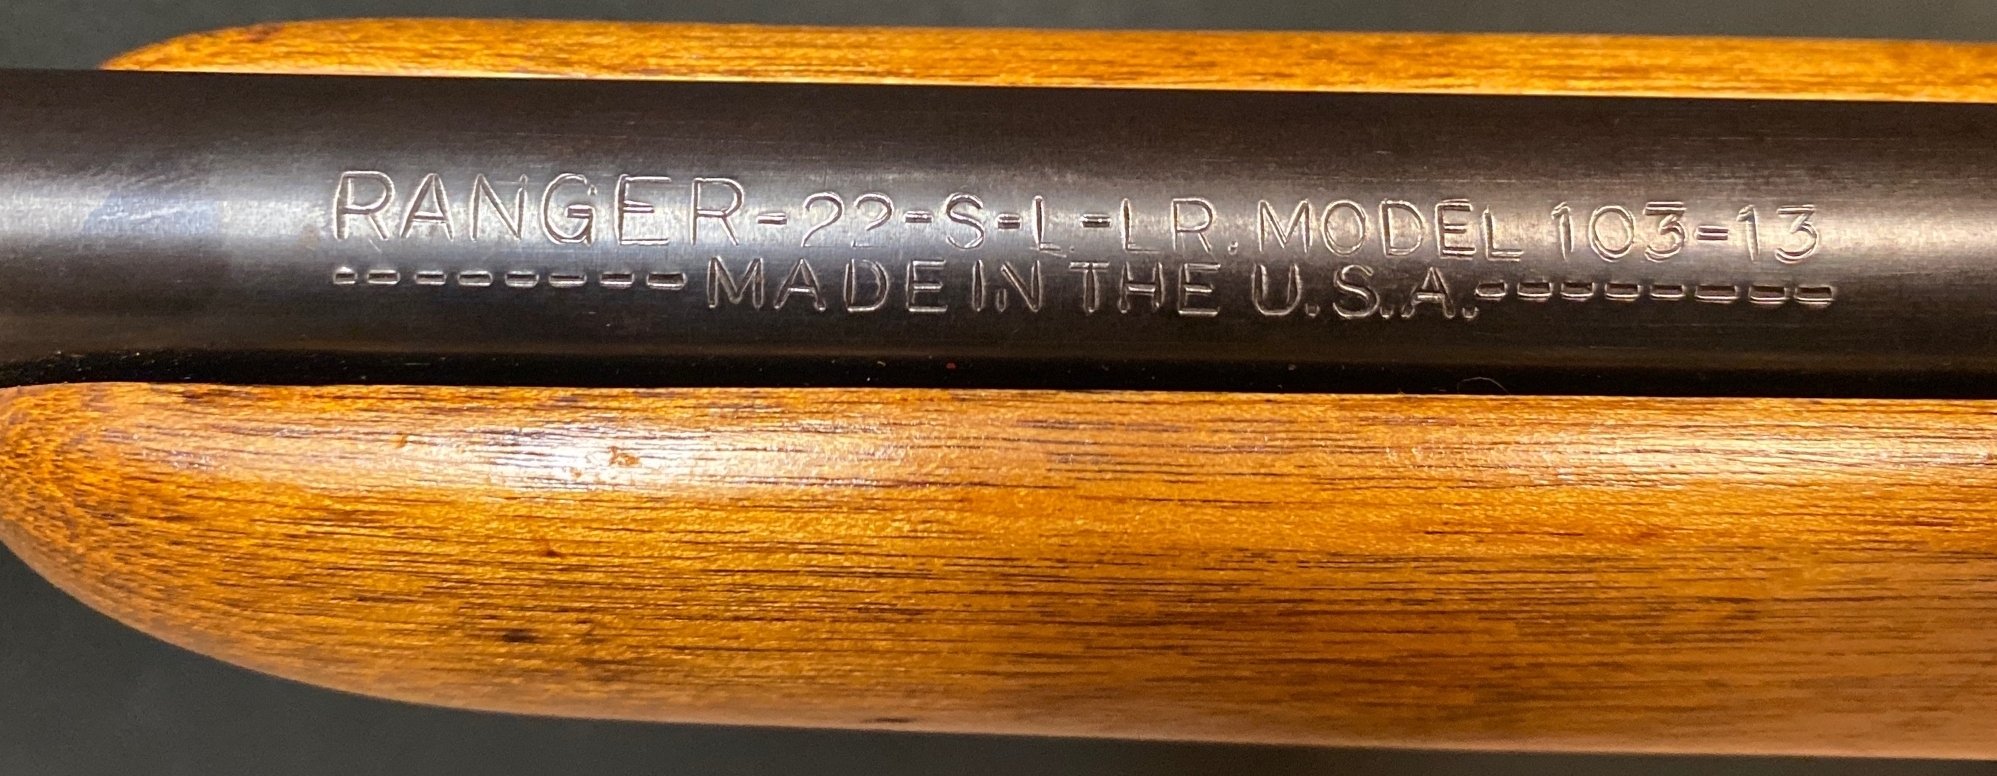 RANGER-22-S-L-LR. MODEL 103-13
--------MADE IN THE U.S.A.--------